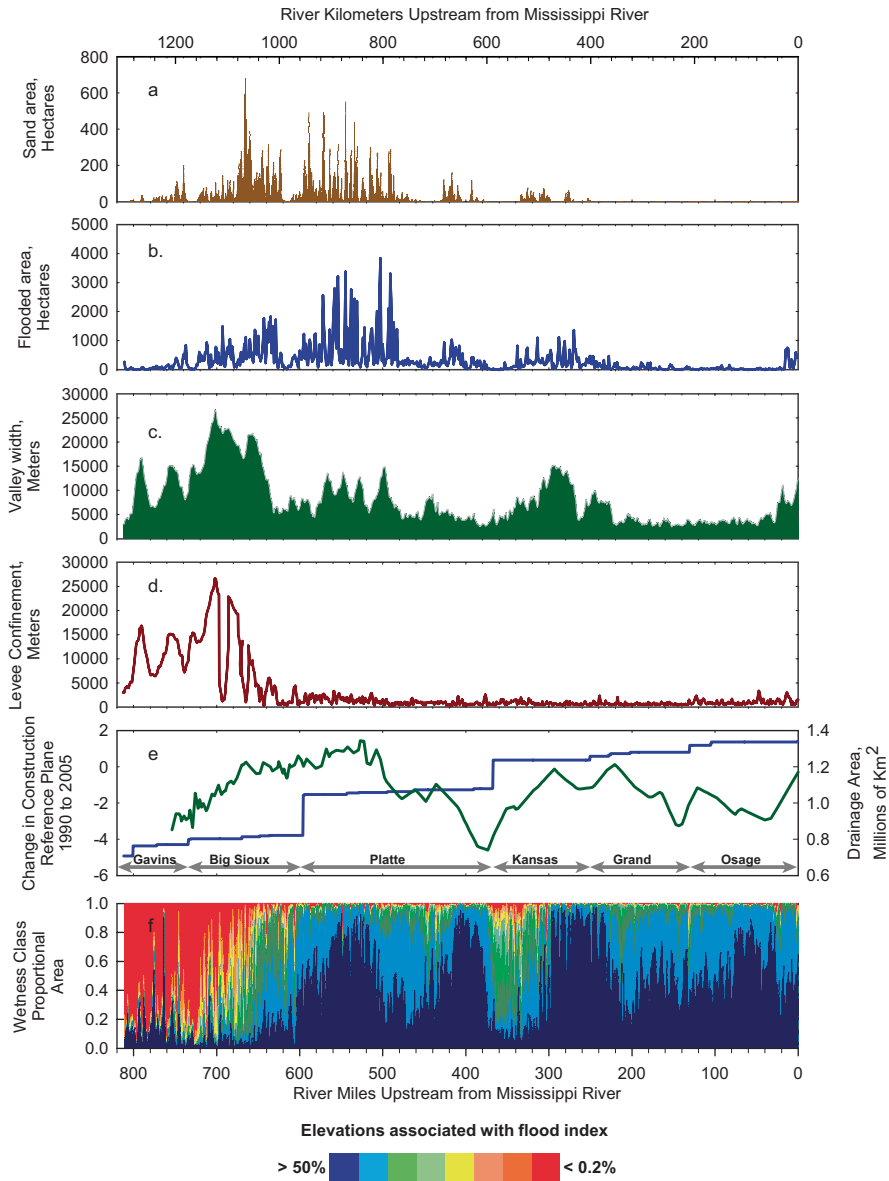 River Kilometers Upstream from Mississippi River
1200 1000 800 600 400 200 0
Sand area,
Hectares
800
600
400
200
0
a
Flooded area,
Hectares
5000
4000
3000
2000
1000
0
b.
Valley width,
Meters
30000
25000
20000
15000
10000
5000
0
c.
Levee Confinement,
Meters
30000
25000
20000
15000
10000
5000
0
d.
Change in Construction
Reference Plane
1990 to 2005
2
0
-2
-4
-6
e
Gavins Big Sioux Platte Kansas Grand Osage
1.4
1.2
1.0
0.8
0.6
Drainage Area,
Millions of Km2
Wetness Class
Proportional
Area
1.0
0.8
0.6
0.4
0.2
0.0
f
800 700 600 500 400 300 200 100 0
River Miles Upstream from Mississippi River
Elevations associated with flood index
> 50% < 0.2%